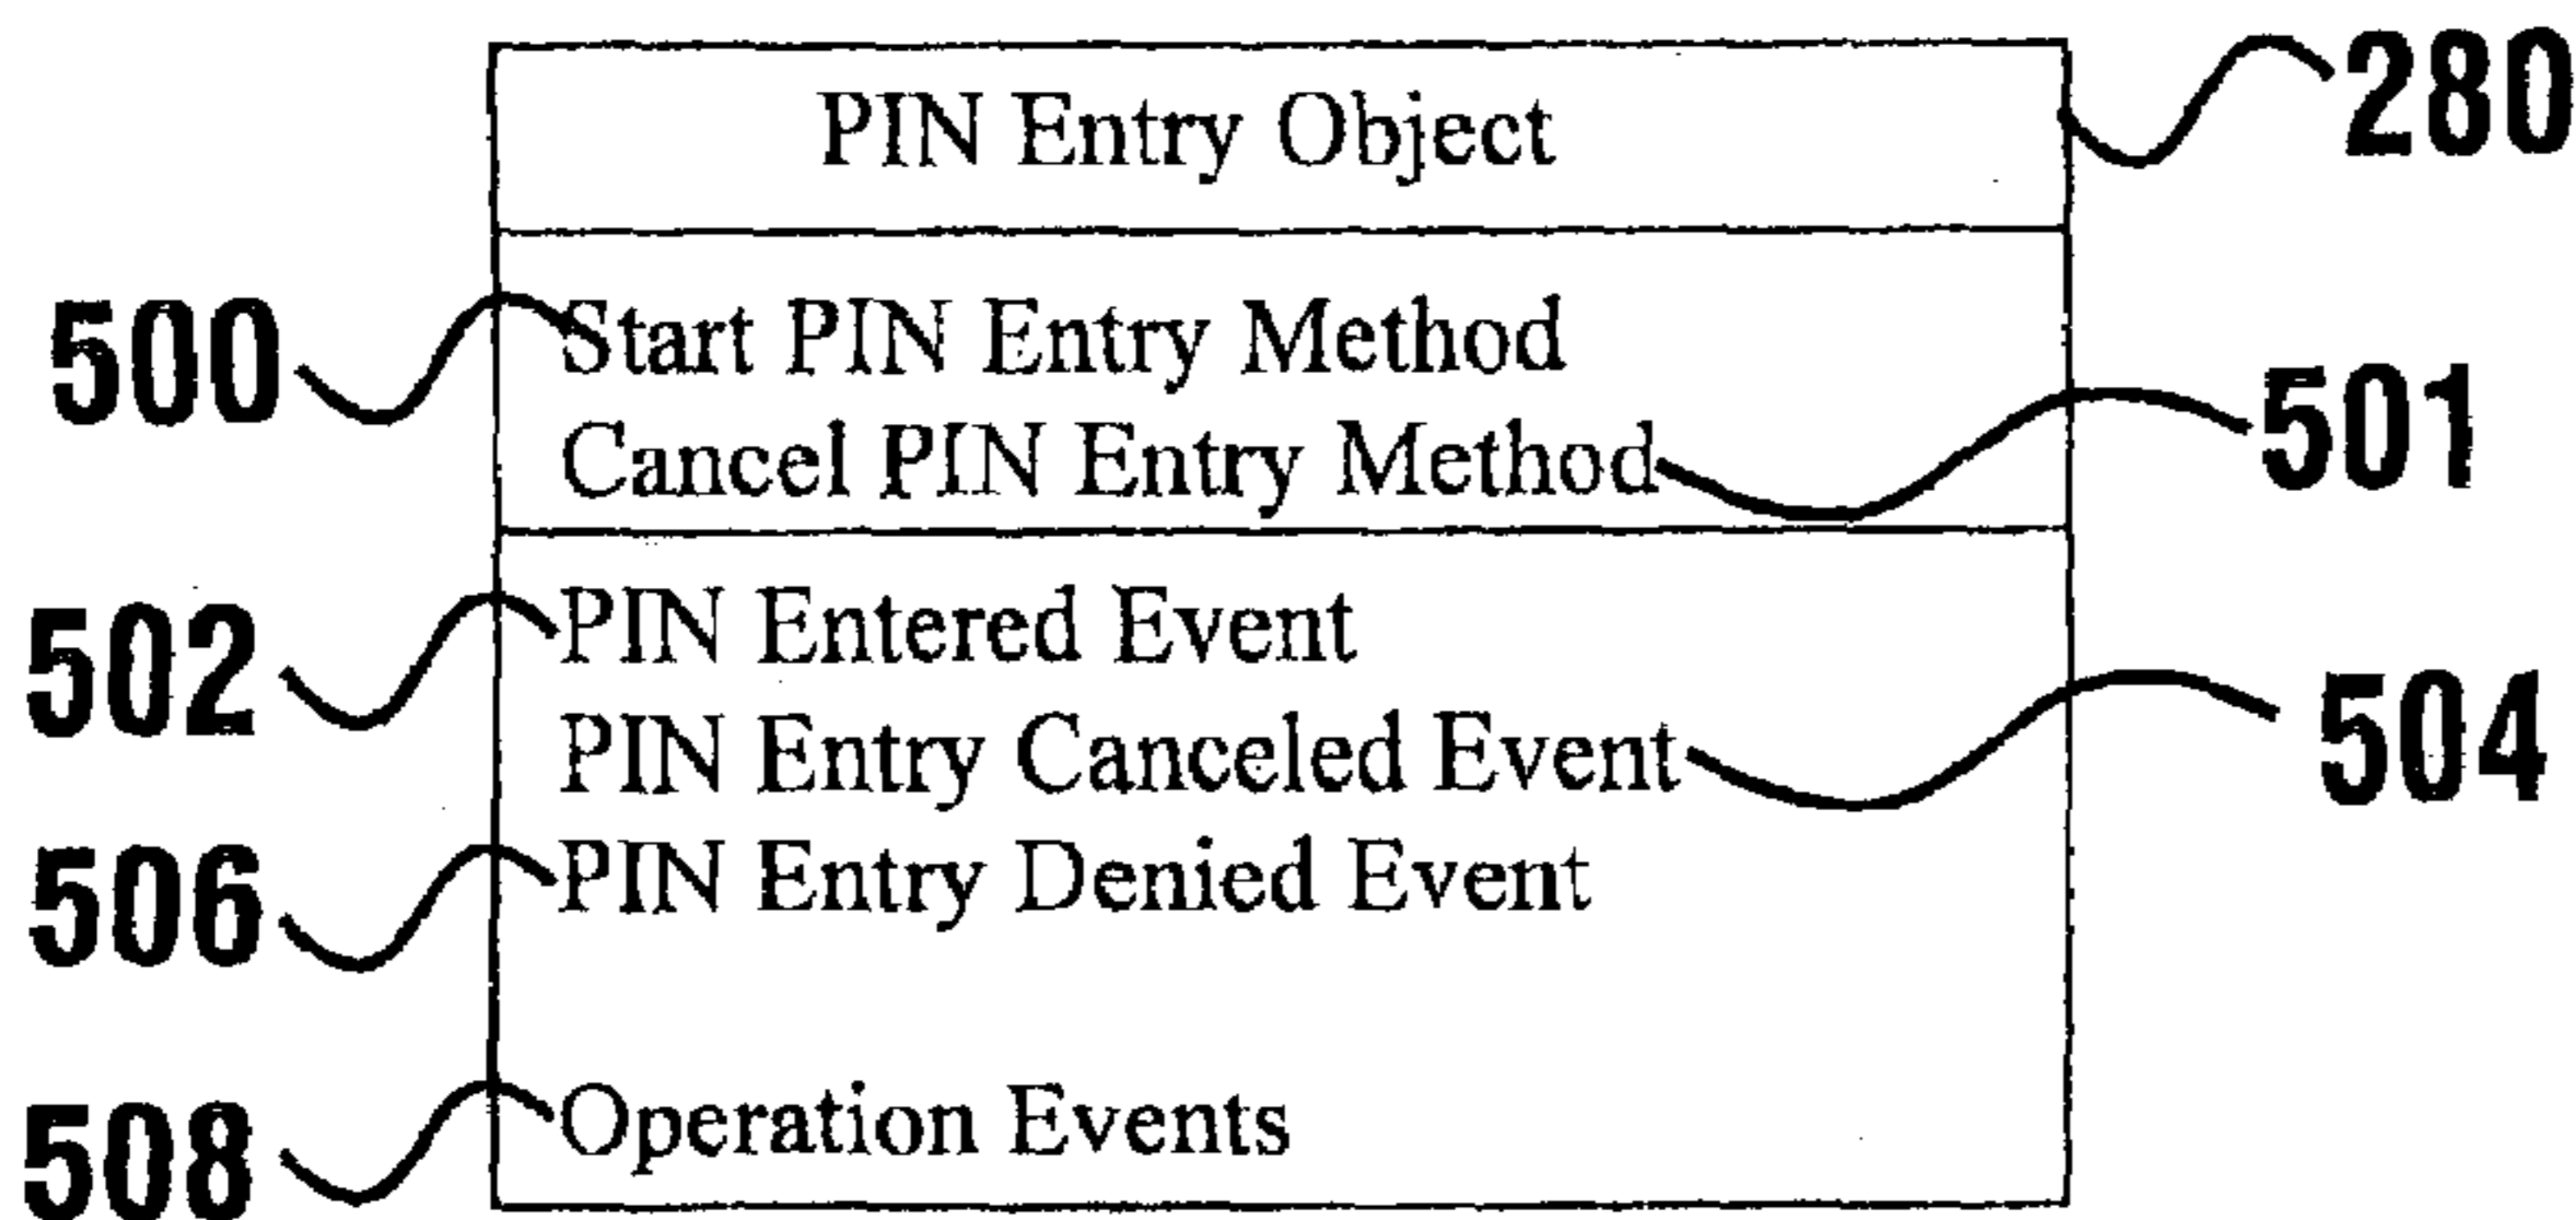 PIN Entry Object 280
500 Start PIN Entry Method
Cancel PIN Entry Method 501
502 PIN Entered Event
PIN Entry Canceled Event 504
506 PIN Entry Denied Event
508 Operation Events